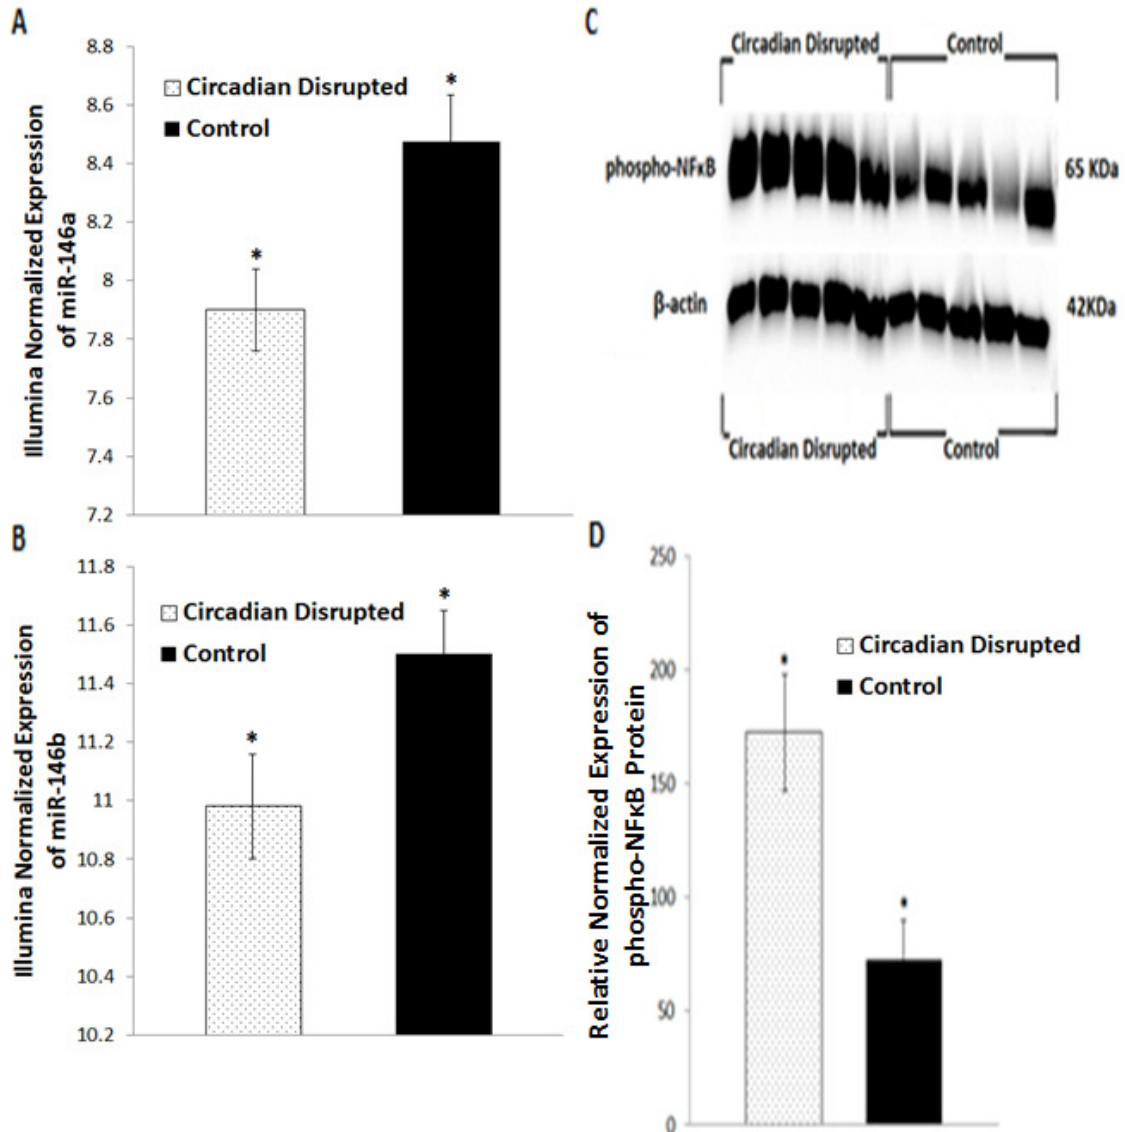 A
8.8
8.6
8.4
8.2
8
7.8
7.6
7.4
7.2
Illumina Normalized Expression
of miR-146a
Circadian Disrupted
Control
*
*
B
11.8
11.6
11.4
11.2
11
10.8
10.6
10.4
10.2
Illumina Normalized Expression
of miR-146b
Circadian Disrupted
Control
*
*
C
Circadian Disrupted Control
phospho-NFκB 65 KDa
β-actin 42KDa
Circadian Disrupted Control
D
250
200
150
100
50
0
Relative Normalized Expression of
phospho-NFκB Protein
Circadian Disrupted
Control
*
*